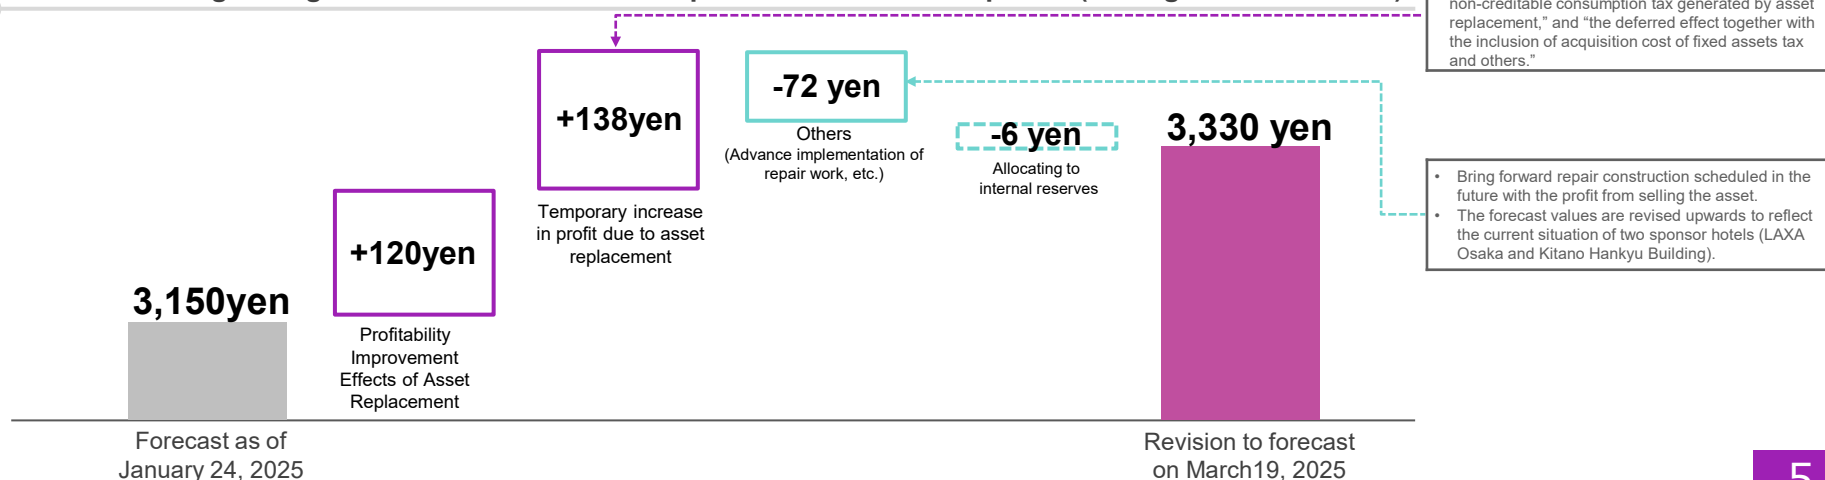 non-creditable consumption tax generated by asset
replacement,” and “the deferred effect together with
the inclusion of acquisition cost of fixed assets tax
and others.”
+138yen
Temporary increase
in profit due to asset
replacement
-72 yen
Others
(Advance implementation of
repair work, etc.)
-6 yen
Allocating to
internal reserves
3,330 yen
• Bring forward repair construction scheduled in the
future with the profit from selling the asset.
• The forecast values are revised upwards to reflect
the current situation of two sponsor hotels (LAXA
Osaka and Kitano Hankyu Building).
+120yen
Profitability
Improvement
Effects of Asset
Replacement
3,150yen
Forecast as of
January 24, 2025
Revision to forecast
on March19, 2025
5